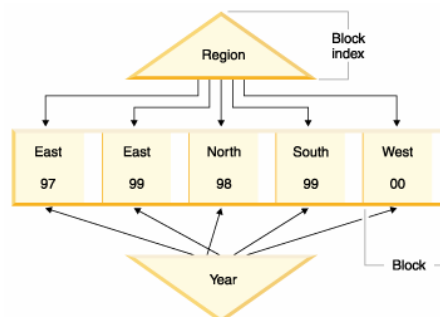 Block
index
Region
East East North South West
97 99 98 99 00
Block
Year